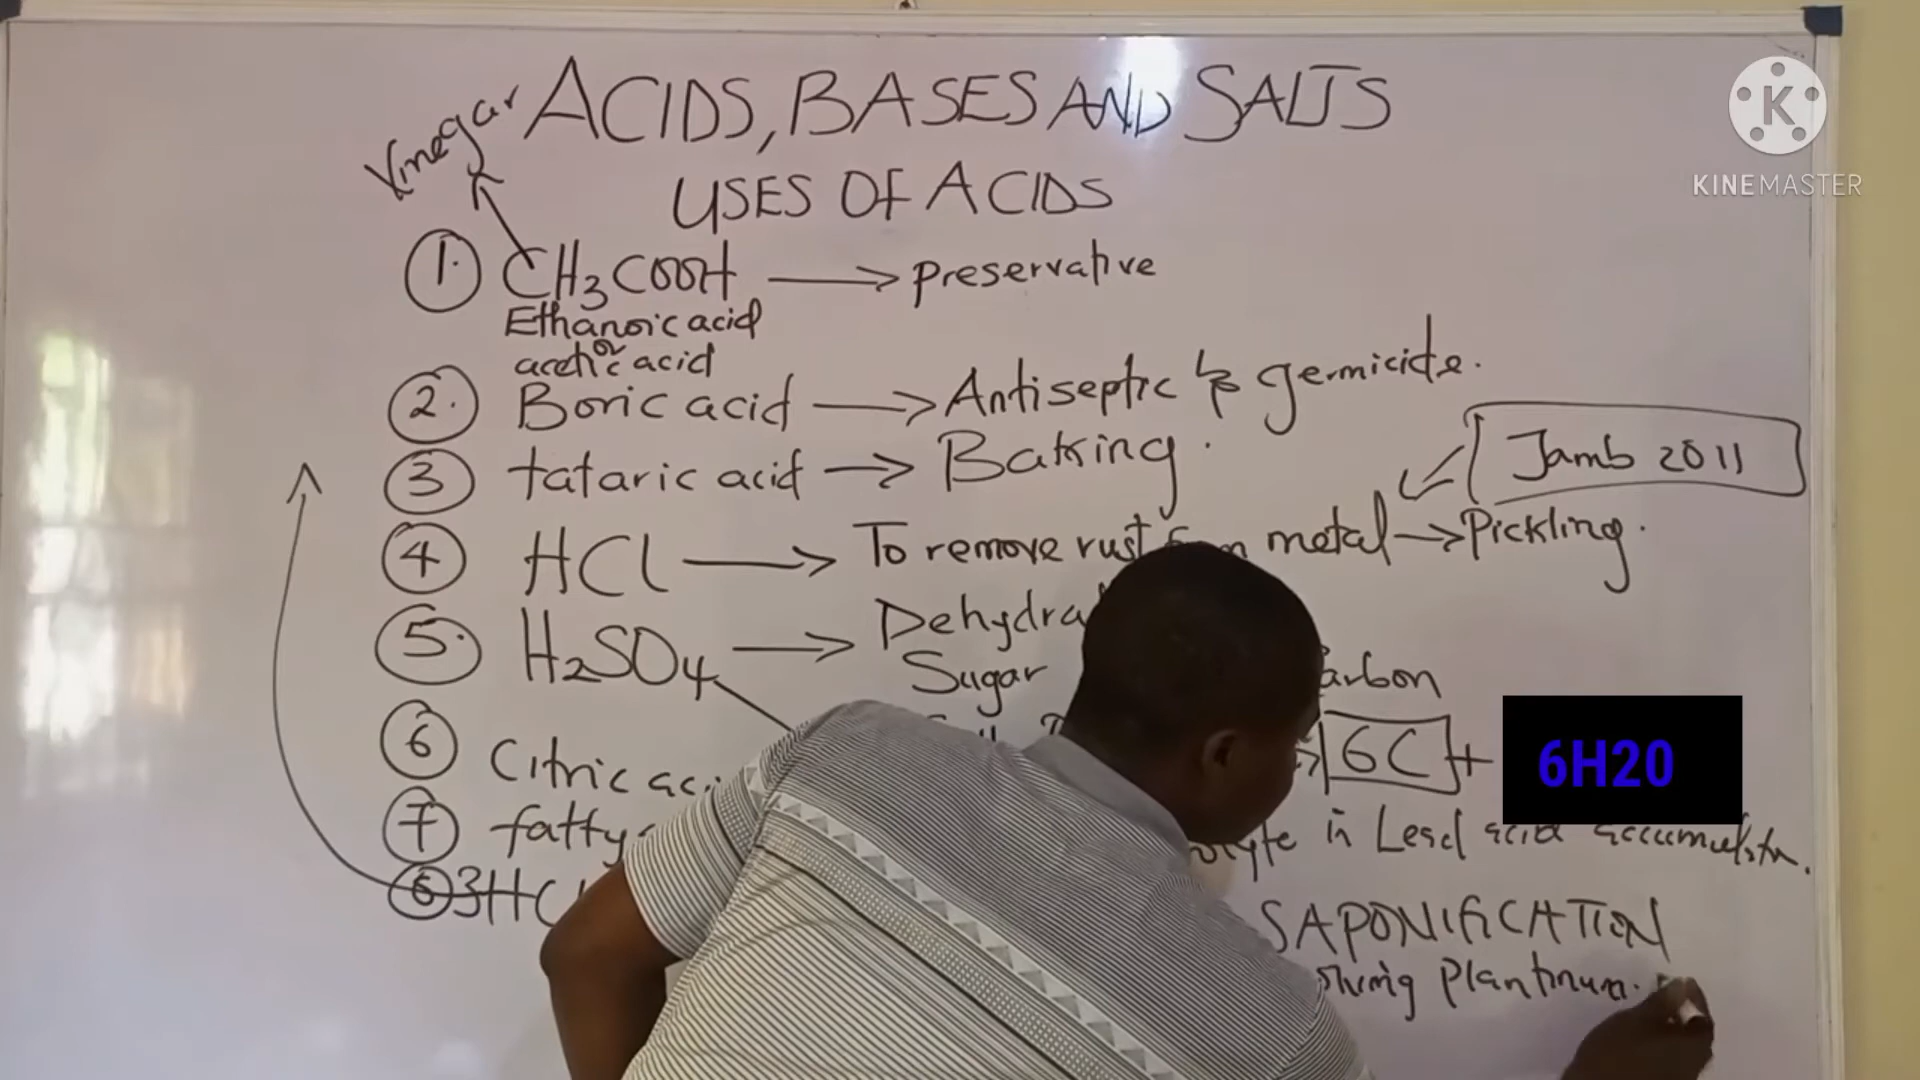 KINEMASTER
Vinegar
ACIDS, BASES AND SALTS
USES OF ACIDS
1. CH3COOH → Preservative
Ethanoic acid
or
acetic acid
2. Boric acid → Antiseptic & germicide.
3 tataric acid → Baking.
Jamb 2011
4 HCl → To remove rust from metal → Pickling.
5. H2SO4 → Dehydra
Sugar arbon
6C + 6H20
6 Citric aci
7 fatty
in Lead acid accumulator.
SAPONIFICATION
8 3HCl
Plantinum.